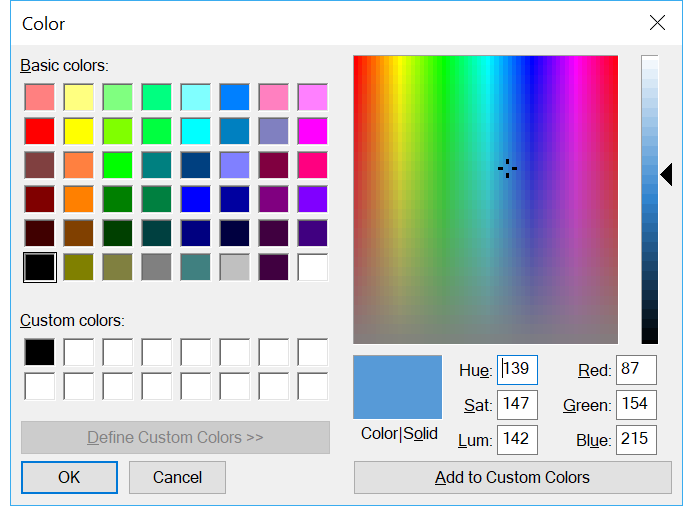 Color
Basic colors:
Custom colors:
Define Custom Colors >>
OK
Cancel
Color|Solid
Hue: 139
Sat: 147
Lum: 142
Red: 87
Green: 154
Blue: 215
Add to Custom Colors